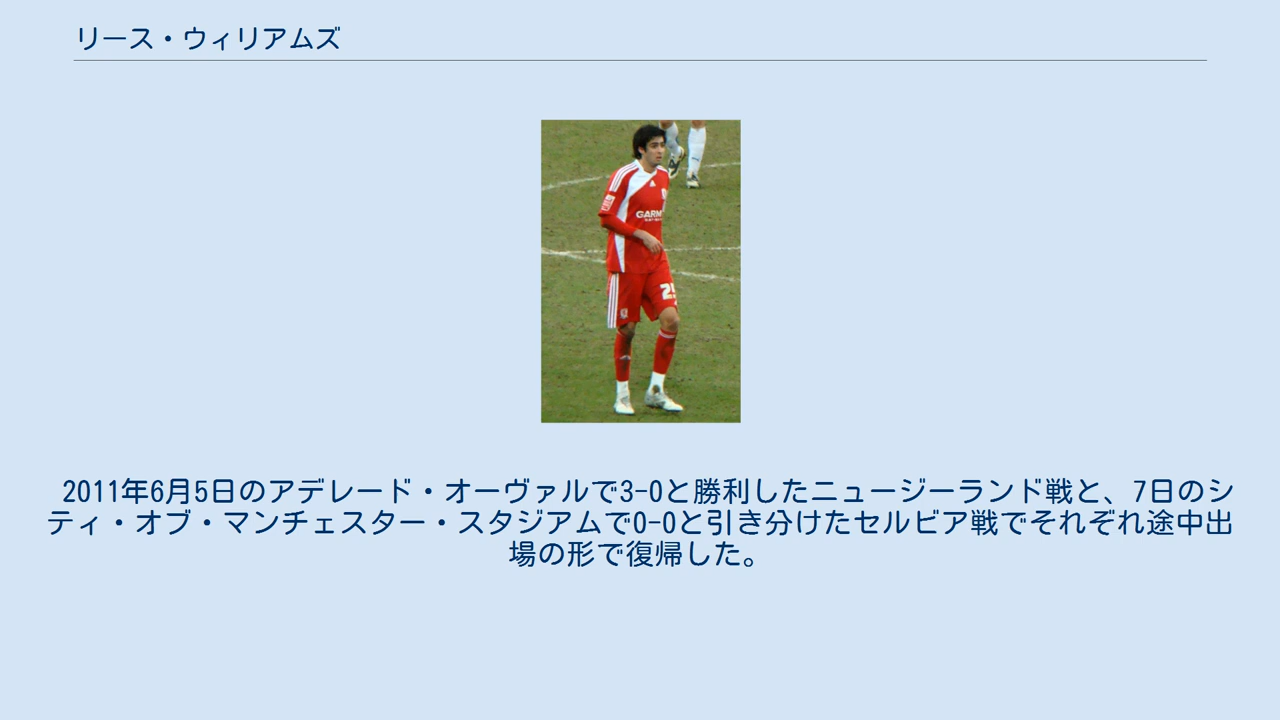 リース・ウィリアムズ
GARM
2011年6月5日のアデレード・オーヴァルで3-0と勝利したニュージーランド戦と、7日のシ
ティ・オブ・マンチェスター・スタジアムで0-0と引き分けたセルビア戦でそれぞれ途中出
場の形で復帰した。